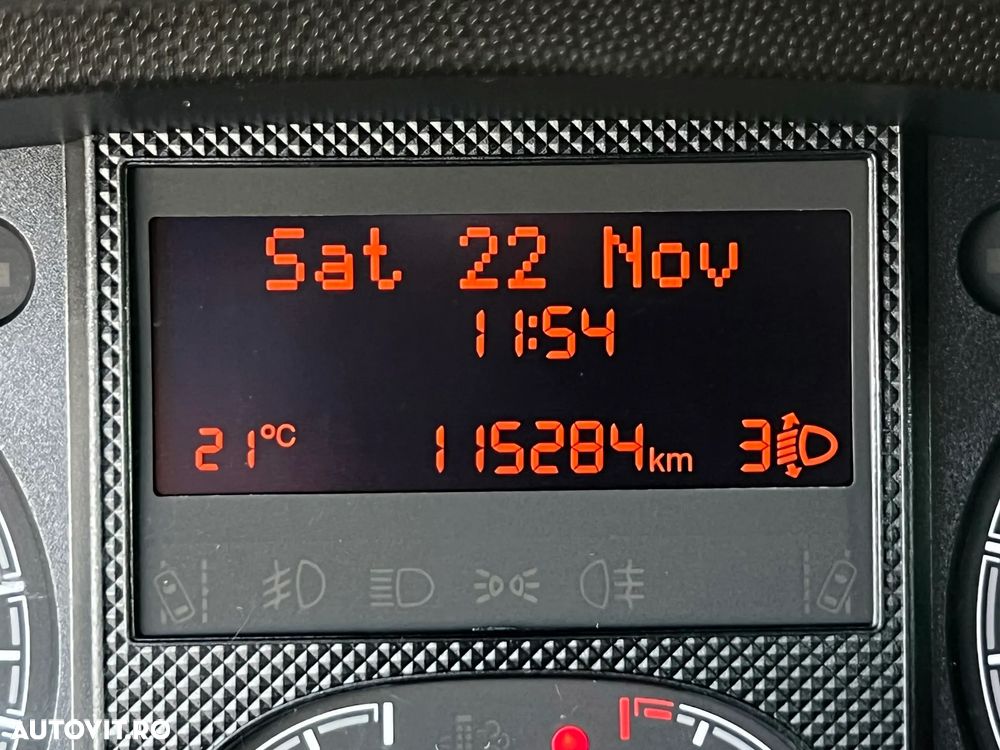 Sat 22 Nov
11:54
21°C 115284km 3
AUTOVIT.RO